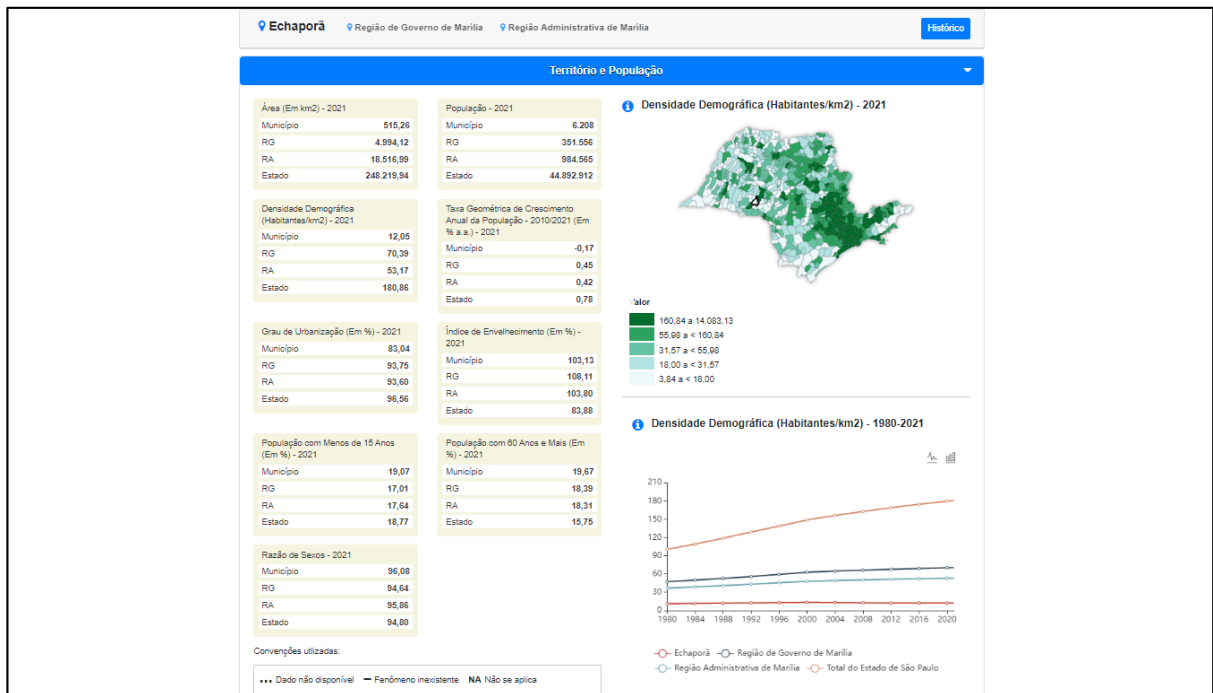 Echaporã Região de Governo de Marília Região Administrativa de Marília Histórico
Território e População
Área (Em km2) - 2021
Município 515,26
RG 4.994,12
RA 18.516,99
Estado 248.219,94
População - 2021
Município 6.208
RG 351.556
RA 984.565
Estado 44.892.912
Densidade Demográfica
(Habitantes/km2) - 2021
Município 12,05
RG 70,39
RA 53,17
Estado 180,86
Taxa Geométrica de Crescimento
Anual da População - 2010/2021 (Em
% a.a.) - 2021
Município -0,17
RG 0,45
RA 0,42
Estado 0,78
Grau de Urbanização (Em %) - 2021
Município 83,04
RG 93,75
RA 93,60
Estado 96,56
Índice de Envelhecimento (Em %) -
2021
Município 103,13
RG 108,11
RA 103,80
Estado 83,88
População com Menos de 15 Anos
(Em %) - 2021
Município 19,07
RG 17,01
RA 17,64
Estado 18,77
População com 60 Anos e Mais (Em
%) - 2021
Município 19,67
RG 18,39
RA 18,31
Estado 15,75
Razão de Sexos - 2021
Município 96,08
RG 94,64
RA 95,86
Estado 94,80
Convenções utlizadas:
... Dado não disponível — Fenômeno inexistente NA Não se aplica
Densidade Demográfica (Habitantes/km2) - 2021
Valor
160,84 a 14.083,13
55,98 a < 160,84
31,57 a < 55,98
18,00 a < 31,57
3,84 a < 18,00
Densidade Demográfica (Habitantes/km2) - 1980-2021
210
180
150
120
90
60
30
0
1980 1984 1988 1992 1996 2000 2004 2008 2012 2016 2020
Echaporã Região de Governo de Marília
Região Administrativa de Marília Total do Estado de São Paulo